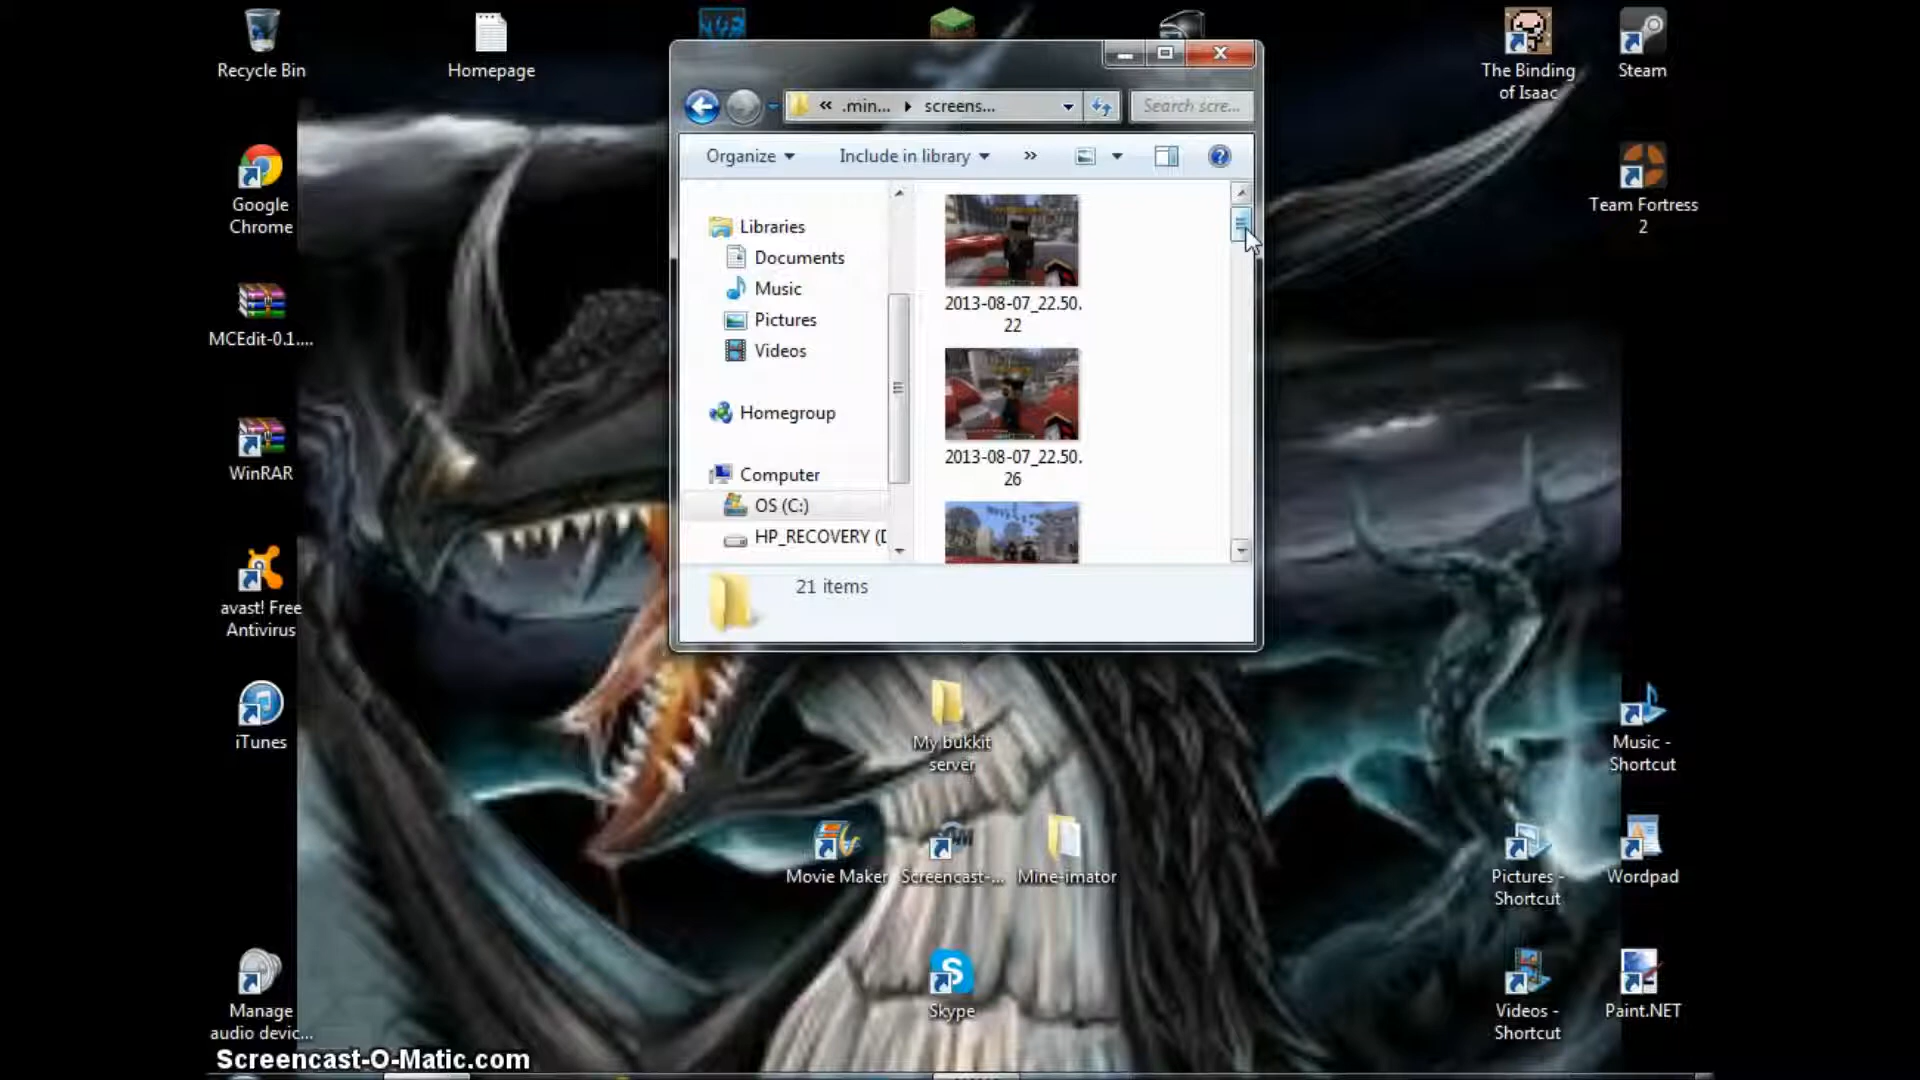 Recycle Bin
Homepage
The Binding
of Isaac
Steam
« .min... ▸ screens...
Search scre...
Organize
Include in library
»
Google
Chrome
Team Fortress
2
Libraries
Documents
Music
Pictures
Videos
Homegroup
Computer
OS (C:)
HP_RECOVERY (D
2013-08-07_22.50.
22
2013-08-07_22.50.
26
21 items
MCEdit-0.1....
WinRAR
avast! Free
Antivirus
iTunes
My bukkit
server
Music -
Shortcut
Movie Maker
Screencast-...
Mine-imator
Pictures -
Shortcut
Wordpad
Manage
audio devic...
Skype
Videos -
Shortcut
Paint.NET
Screencast-O-Matic.com